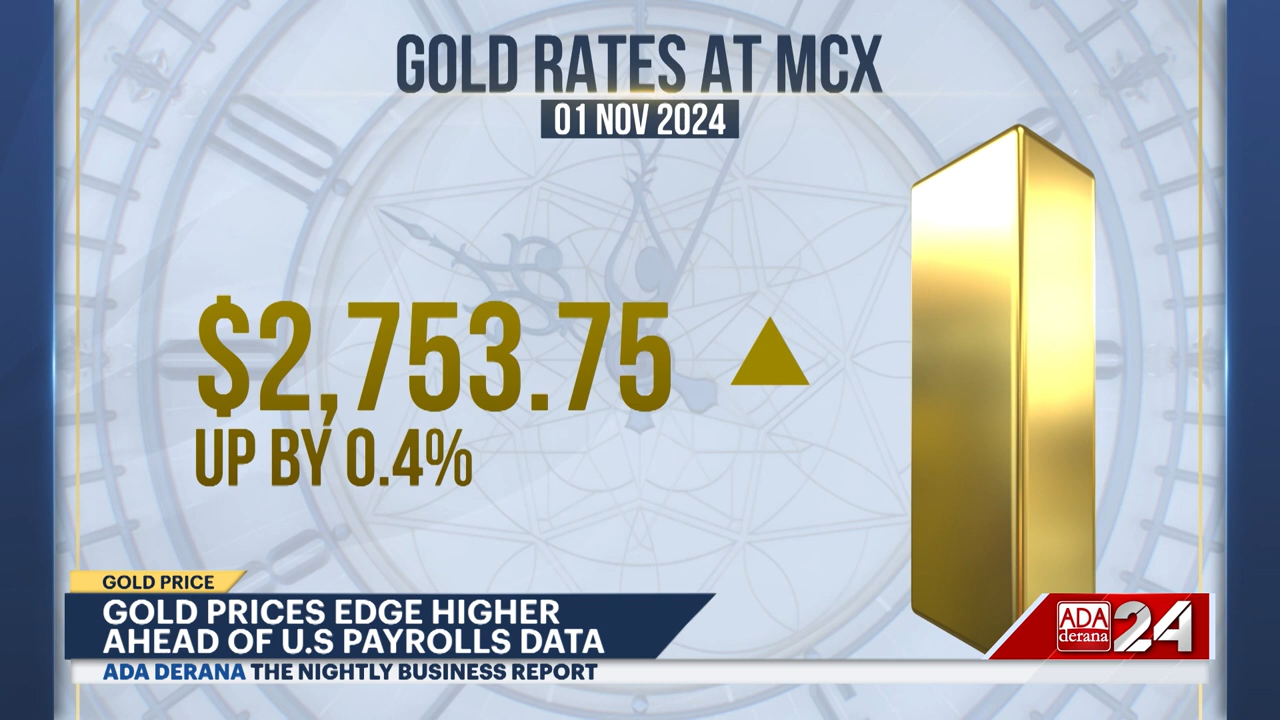 GOLD RATES AT MCX
01 NOV 2024
$2,753.75
UP BY 0.4%
GOLD PRICE
GOLD PRICES EDGE HIGHER
AHEAD OF U.S PAYROLLS DATA
ADA DERANA THE NIGHTLY BUSINESS REPORT
ADA
derana
24